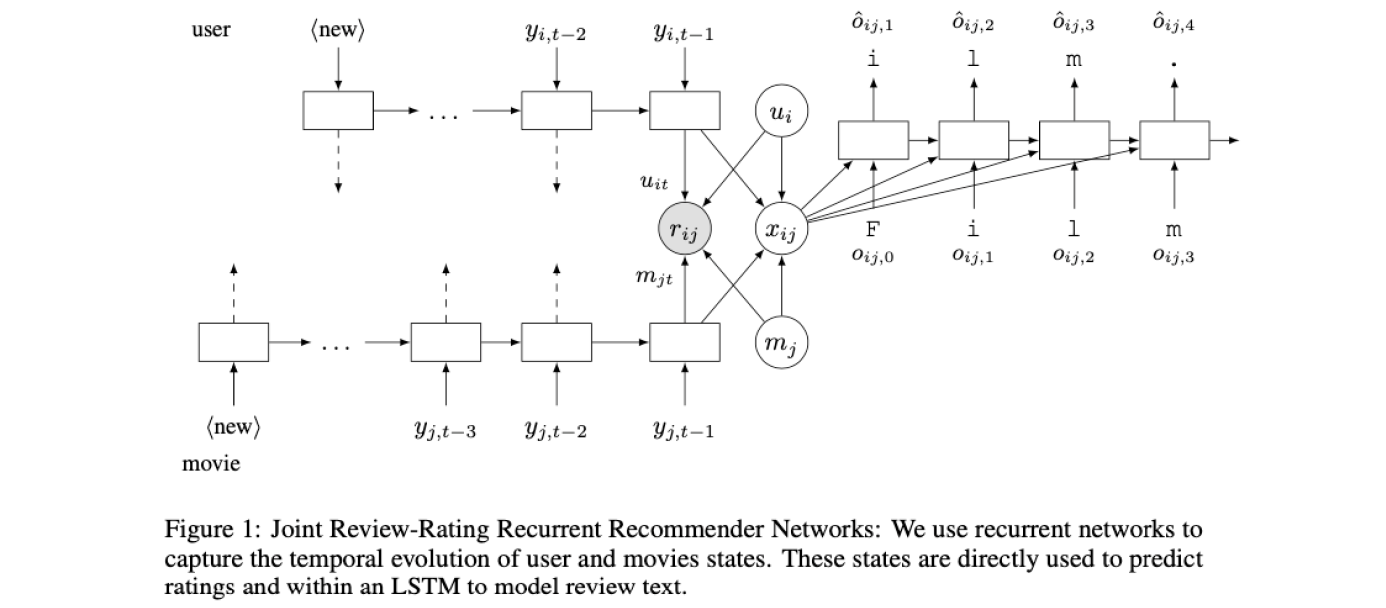 user ⟨new⟩ y_{i,t−2} y_{i,t−1} ô_{ij,1} ô_{ij,2} ô_{ij,3} ô_{ij,4}
i l m .
u_i
u_{it}
r_{ij} x_{ij} F i l m
o_{ij,0} o_{ij,1} o_{ij,2} o_{ij,3}
m_{jt}
...
...
m_j
⟨new⟩ y_{j,t−3} y_{j,t−2} y_{j,t−1}
movie
Figure 1: Joint Review-Rating Recurrent Recommender Networks: We use recurrent networks to
capture the temporal evolution of user and movies states. These states are directly used to predict
ratings and within an LSTM to model review text.